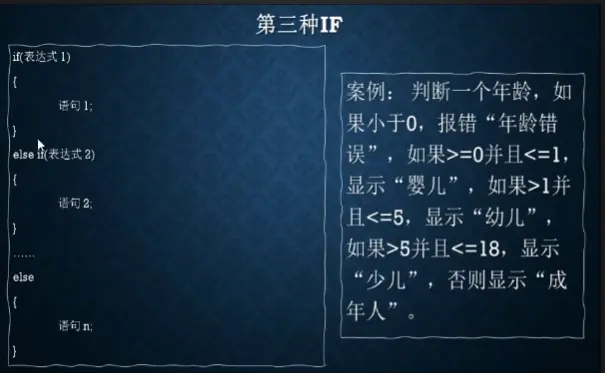 第三种IF
if(表达式1)
{
语句1;
}
else if(表达式2)
{
语句2;
}
……
else
{
语句n;
}
案例： 判断一个年龄，如
果小于0，报错“年龄错
误”，如果>=0并且<=1，
显示“婴儿”，如果>1并
且<=5，显示“幼儿”，
如果>5并且<=18，显示
“少儿”，否则显示“成
年人”。